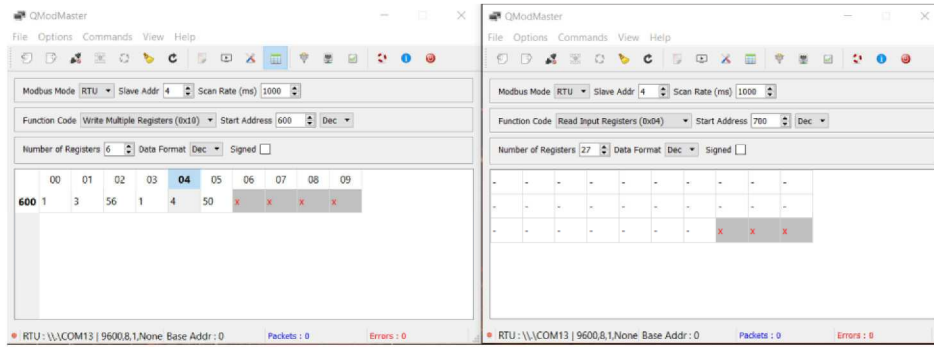 QModMaster
File Options Commands View Help
Modbus Mode RTU Slave Addr 4 Scan Rate (ms) 1000
Function Code Write Multiple Registers (0x10) Start Address 600 Dec
Number of Registers 6 Data Format Dec Signed
00 01 02 03 04 05 06 07 08 09
600 1 3 56 1 4 50 x x x x
RTU : \\.\COM13 | 9600,8,1,None Base Addr : 0 Packets : 0 Errors : 0
QModMaster
File Options Commands View Help
Modbus Mode RTU Slave Addr 4 Scan Rate (ms) 1000
Function Code Read Input Registers (0x04) Start Address 700 Dec
Number of Registers 27 Data Format Dec Signed
- - - - - - - - - -
- - - - - - - - - -
- - - - - - - x x x
RTU : \\.\COM13 | 9600,8,1,None Base Addr : 0 Packets : 0 Errors : 0